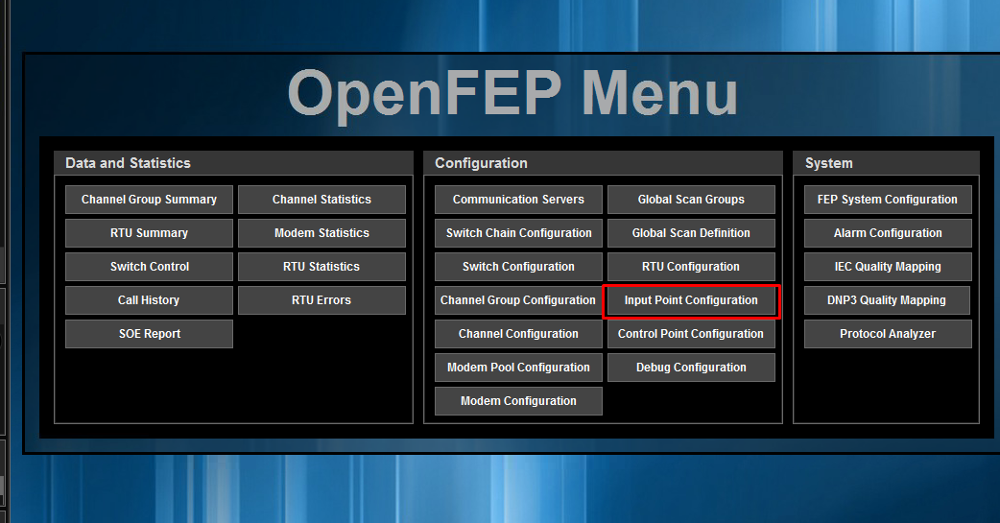 OpenFEP Menu
Data and Statistics
Channel Group Summary
Channel Statistics
RTU Summary
Modem Statistics
Switch Control
RTU Statistics
Call History
RTU Errors
SOE Report
Configuration
Communication Servers
Global Scan Groups
Switch Chain Configuration
Global Scan Definition
Switch Configuration
RTU Configuration
Channel Group Configuration
Input Point Configuration
Channel Configuration
Control Point Configuration
Modem Pool Configuration
Debug Configuration
Modem Configuration
System
FEP System Configuration
Alarm Configuration
IEC Quality Mapping
DNP3 Quality Mapping
Protocol Analyzer